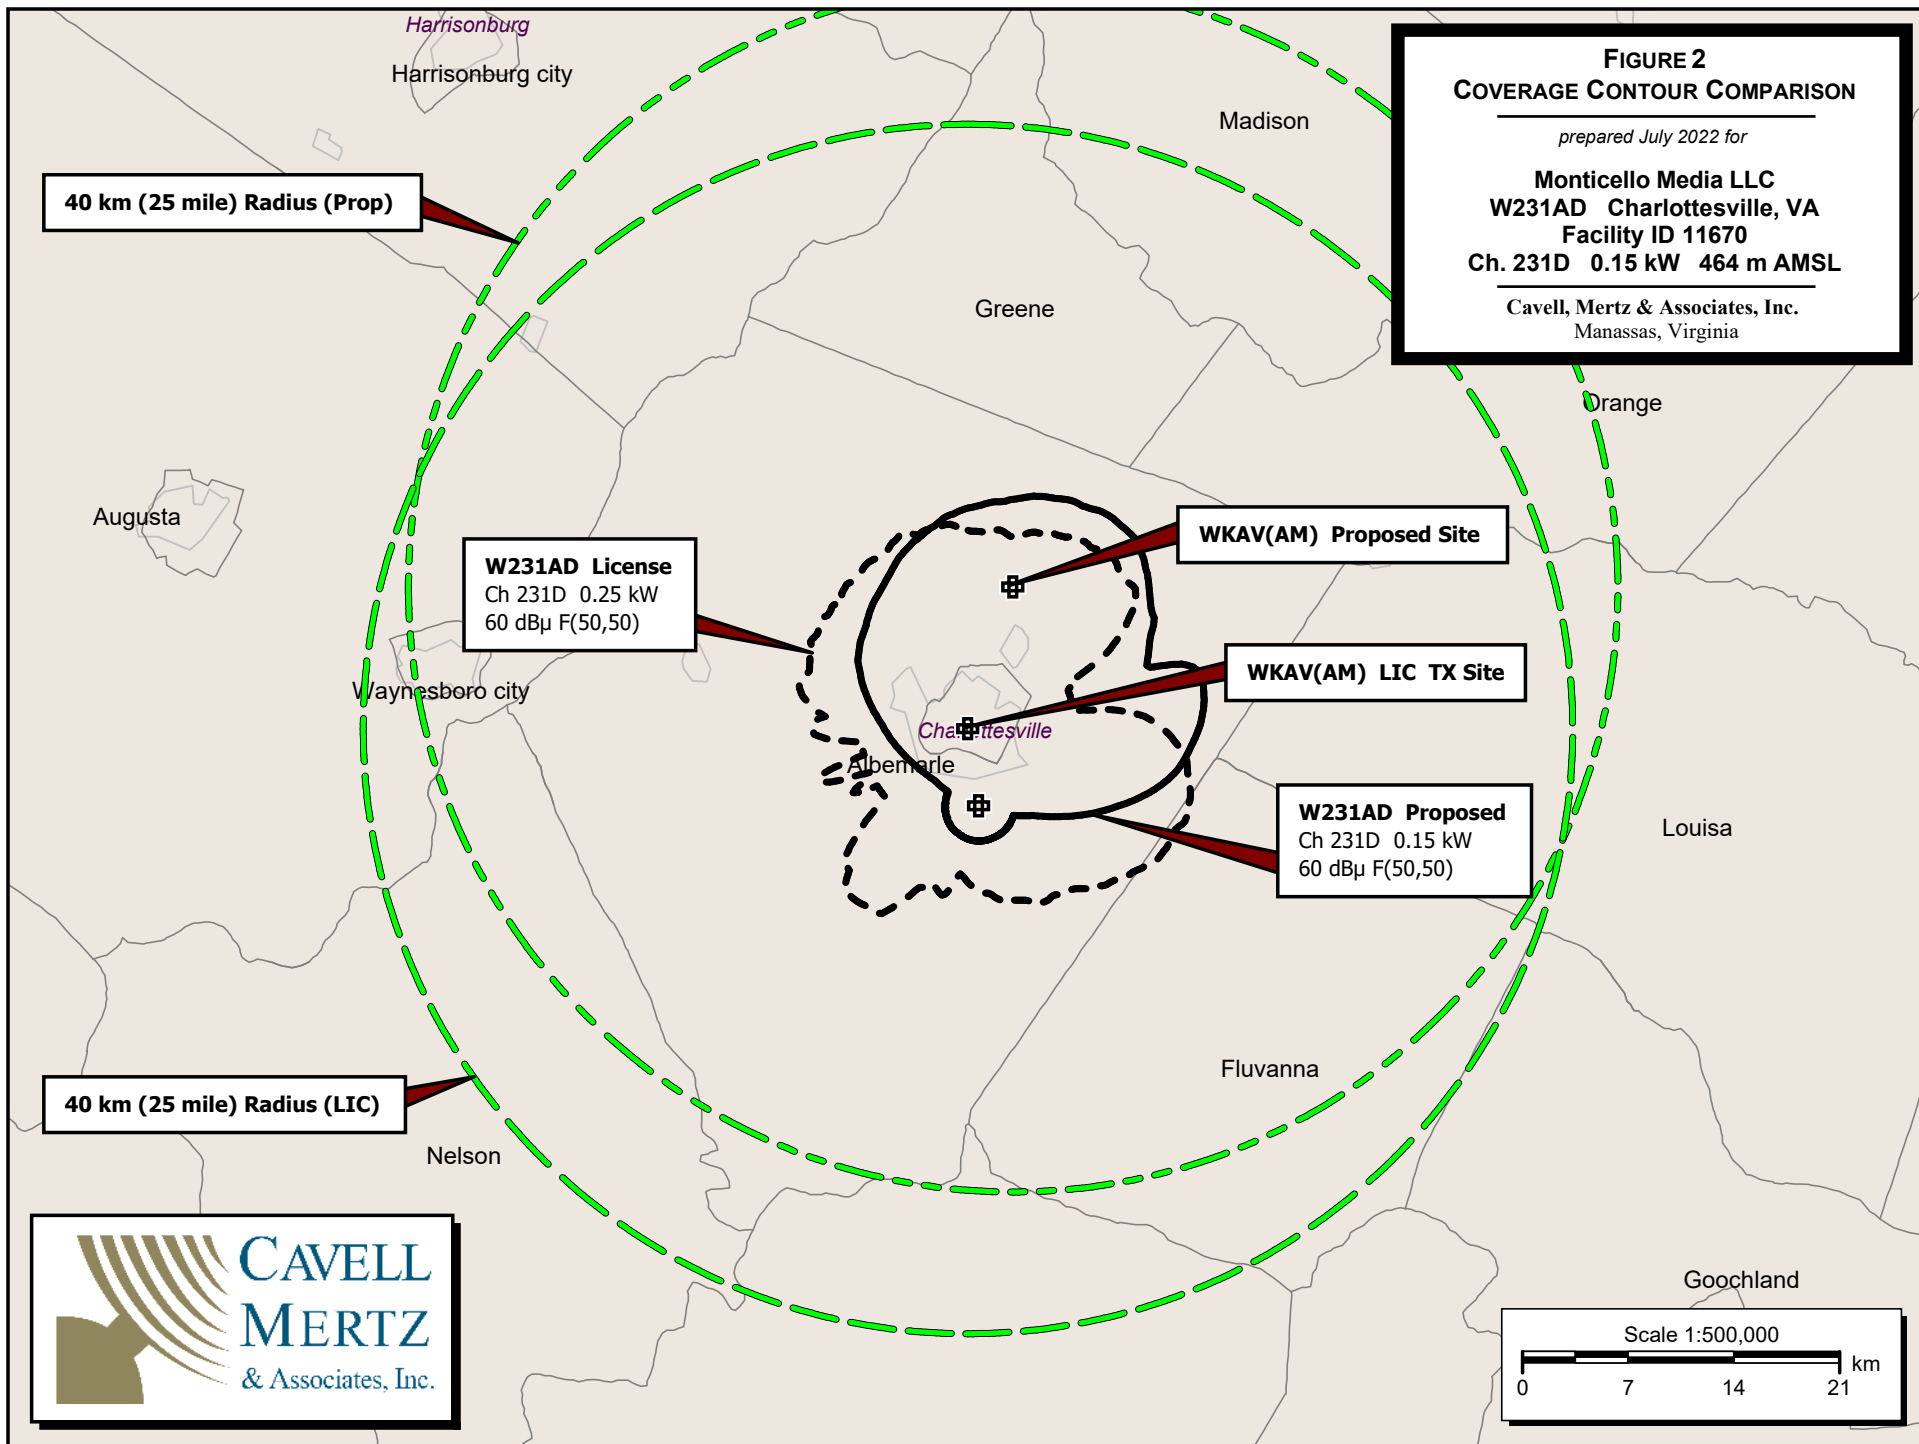 Harrisonburg
Harrisonburg city
Madison
FIGURE 2
COVERAGE CONTOUR COMPARISON
prepared July 2022 for
Monticello Media LLC
W231AD Charlottesville, VA
Facility ID 11670
Ch. 231D 0.15 kW 464 m AMSL
Cavell, Mertz & Associates, Inc.
Manassas, Virginia
40 km (25 mile) Radius (Prop)
Greene
Orange
Augusta
WKAV(AM) Proposed Site
W231AD License
Ch 231D 0.25 kW
60 dBµ F(50,50)
WKAV(AM) LIC TX Site
Waynesboro city
Charlottesville
Albemarle
W231AD Proposed
Ch 231D 0.15 kW
60 dBµ F(50,50)
Louisa
Fluvanna
40 km (25 mile) Radius (LIC)
Nelson
CAVELL
MERTZ
& Associates, Inc.
Goochland
Scale 1:500,000
km
0 7 14 21